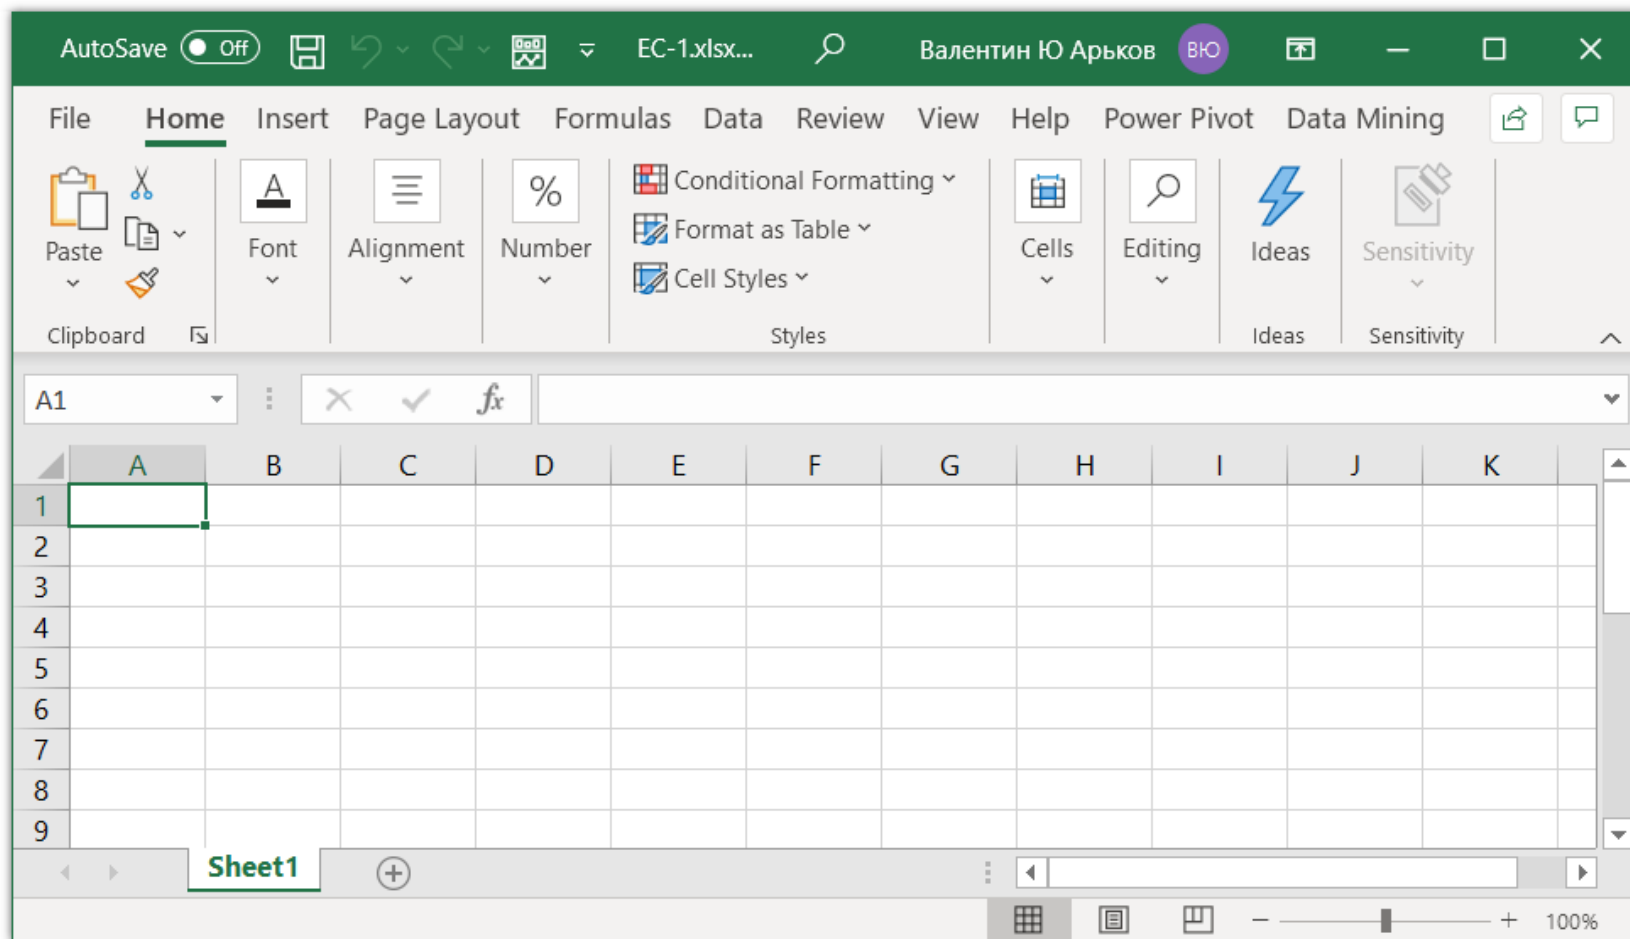 AutoSave Off EC-1.xlsx... Валентин Ю Арьков ВЮ
File Home Insert Page Layout Formulas Data Review View Help Power Pivot Data Mining
Paste Font Alignment Number Conditional Formatting Format as Table Cell Styles Cells Editing Ideas Sensitivity
Clipboard Styles Ideas Sensitivity
A1 fx
A B C D E F G H I J K
1
2
3
4
5
6
7
8
9
Sheet1
100%